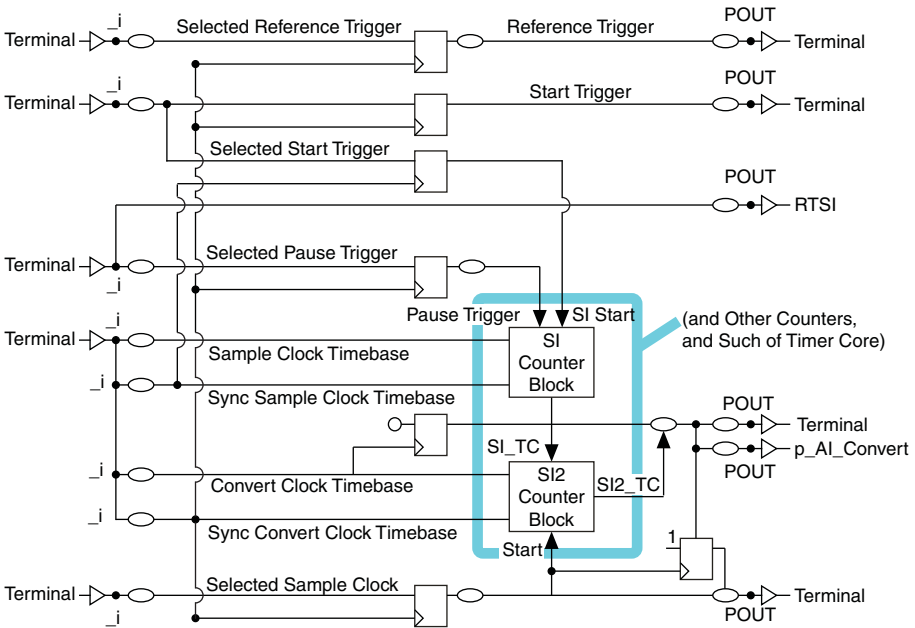 _i Selected Reference Trigger Reference Trigger POUT
Terminal Terminal
_i POUT
Terminal Start Trigger Terminal
Selected Start Trigger
POUT
RTSI
Selected Pause Trigger
Terminal
_i
Pause Trigger SI Start
(and Other Counters,
and Such of Timer Core)
_i
Terminal
Sample Clock Timebase
SI
Counter
Block
_i
Sync Sample Clock Timebase
POUT
Terminal
SI_TC
p_AI_Convert
POUT
_i
Convert Clock Timebase
SI2
Counter
Block
SI2_TC
_i
Sync Convert Clock Timebase
Start
1
Selected Sample Clock
Terminal
_i
Terminal
POUT